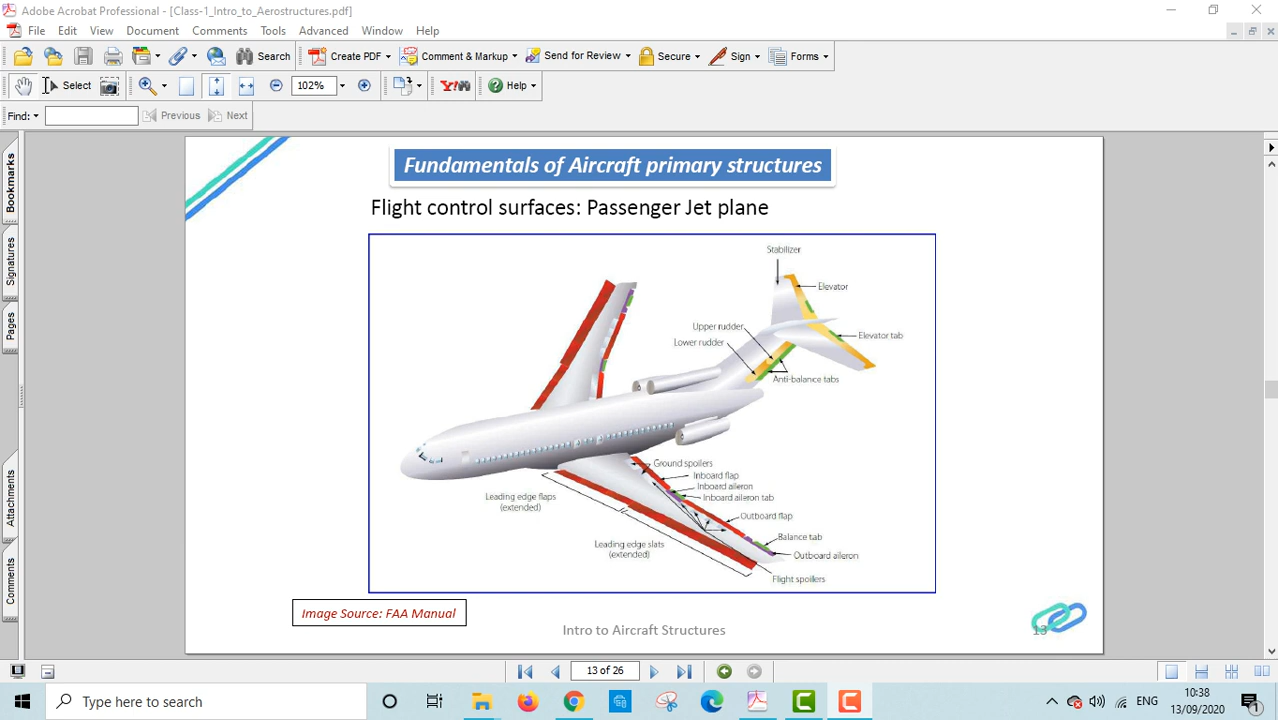 Adobe Acrobat Professional - [Class-1_Intro_to_Aerostructures.pdf]
File Edit View Document Comments Tools Advanced Window Help
Search Create PDF Comment & Markup Send for Review Secure Sign Forms
Select 102% Y! Help
Find: Previous Next
Bookmarks
Signatures
Pages
Attachments
Comments
Fundamentals of Aircraft primary structures
Flight control surfaces: Passenger Jet plane
Stabilizer
Elevator
Upper rudder
Elevator tab
Lower rudder
Anti-balance tabs
Ground spoilers
Inboard flap
Inboard aileron
Inboard aileron tab
Leading edge flaps
(extended)
Outboard flap
Balance tab
Leading edge slats
(extended)
Outboard aileron
Flight spoillers
Image Source: FAA Manual
Intro to Aircraft Structures
13
13 of 26
Type here to search
ENG
10:38
13/09/2020
1